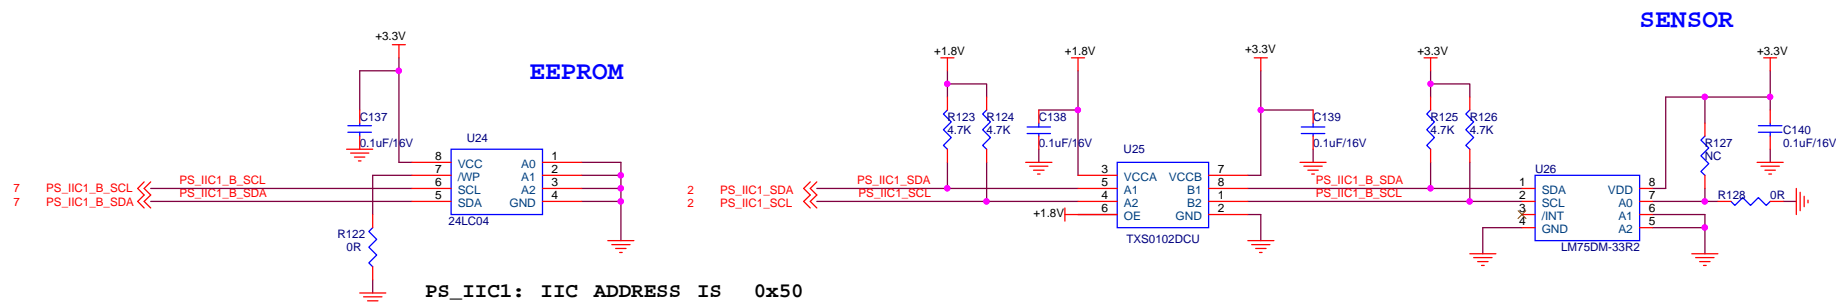 SENSOR
EEPROM
+3.3V
C137
0.1uF/16V
U24
8 VCC A0 1
7 /WP A1 2
6 SCL A2 3
5 SDA GND 4
24LC04
7 PS_IIC1_B_SCL PS_IIC1_B_SCL
7 PS_IIC1_B_SDA PS_IIC1_B_SDA
R122
0R
+1.8V
R123
4.7K
R124
4.7K
+1.8V
C138
0.1uF/16V
+3.3V
C139
0.1uF/16V
U25
3 VCCA VCCB 7
5 A1 B1 8
4 A2 B2 1
6 OE GND 2
TXS0102DCU
2 PS_IIC1_SDA PS_IIC1_SDA
2 PS_IIC1_SCL PS_IIC1_SCL
+1.8V
PS_IIC1_B_SDA
PS_IIC1_B_SCL
+3.3V
R125
4.7K
R126
4.7K
U26
1 SDA VDD 8
2 SCL A0 7
3 /INT A1 6
4 GND A2 5
LM75DM-33R2
+3.3V
R127
NC
C140
0.1uF/16V
R128 0R
PS_IIC1: IIC ADDRESS IS 0x50